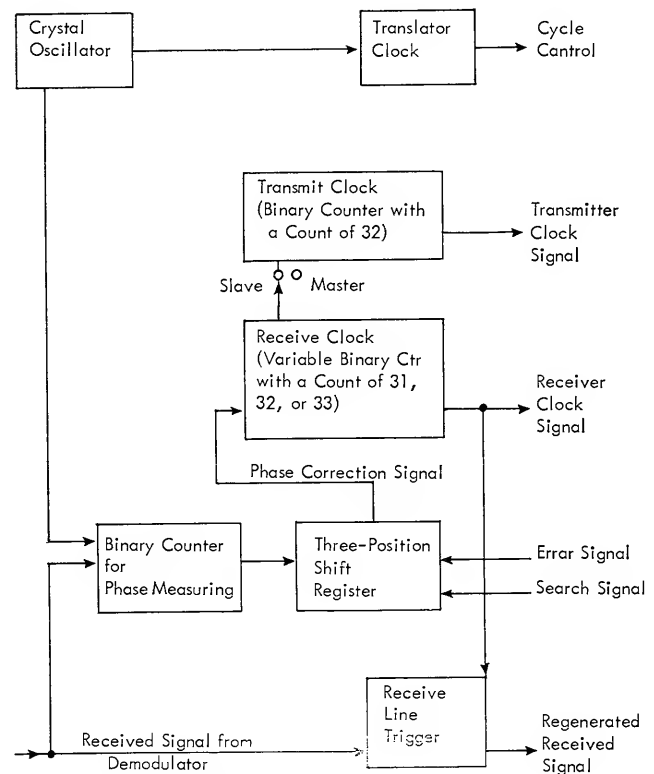 Crystal
Oscillator
Translator
Clock
Cycle
Cantrol
Transmit Clock
(Binary Counter with
a Count of 32)
Transmitter
Clock
Signal
Slave
Master
Receive Clock
(Variable Binary Ctr
with a Count of 31,
32, or 33)
Receiver
Clock
Signal
Phase Correction Signal
Binary Counter
for
Phase Measuring
Three-Position
Shift
Register
Errar Signal
Search Signal
Receive
Line
Trigger
Received Signal from
Demodulator
Regenerated
Received
Signal